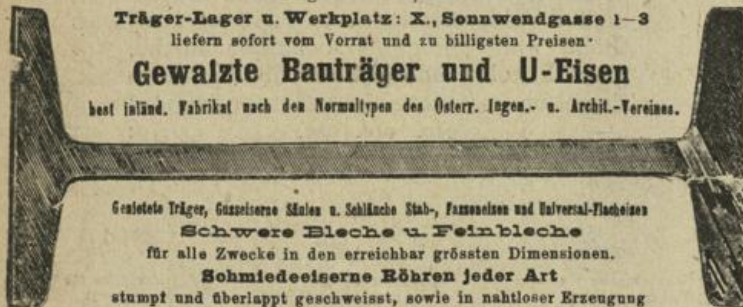 Träger-Lager u. Werkplatz: X., Sonnwendgasse 1–3
liefern sofort vom Vorrat und zu billigsten Preisen·
Gewalzte Bauträger und U-Eisen
best inländ. Fabrikat nach den Normaltypen des Österr. Ingen.- u. Archit.-Vereines.
Genietete Träger, Gusseiserne Säulen u. Schläuche Stab-, Fassoneisen und Universal-Flacheisen
Schwere Bleche u. Feinbleche
für alle Zwecke in den erreichbar grössten Dimensionen.
Schmiedeeiserne Röhren jeder Art
stumpf und überlappt geschweisst, sowie in nahtloser Erzeugung